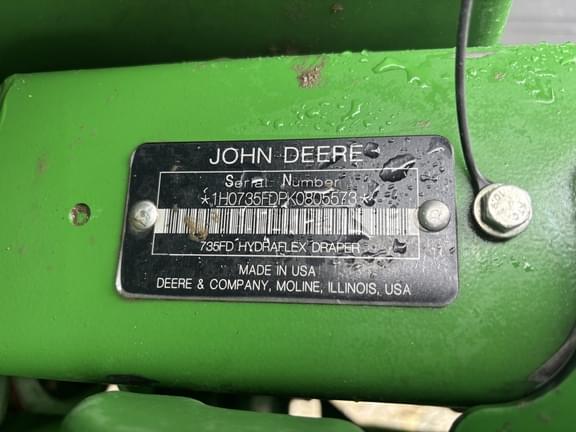 JOHN DEERE
Serial Number
*1H0735FDPK0805573*
735FD HYDRAFLEX DRAPER
MADE IN USA
DEERE & COMPANY, MOLINE, ILLINOIS, USA